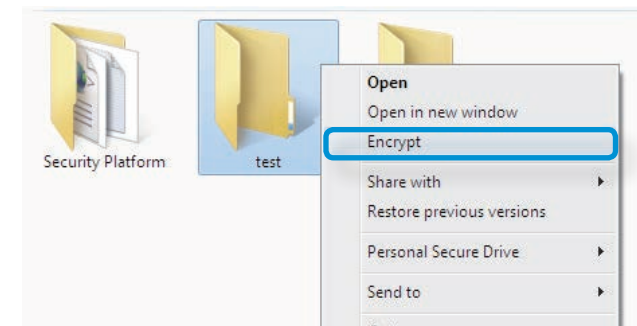 Security Platform
test
Open
Open in new window
Encrypt
Share with
Restore previous versions
Personal Secure Drive
Send to